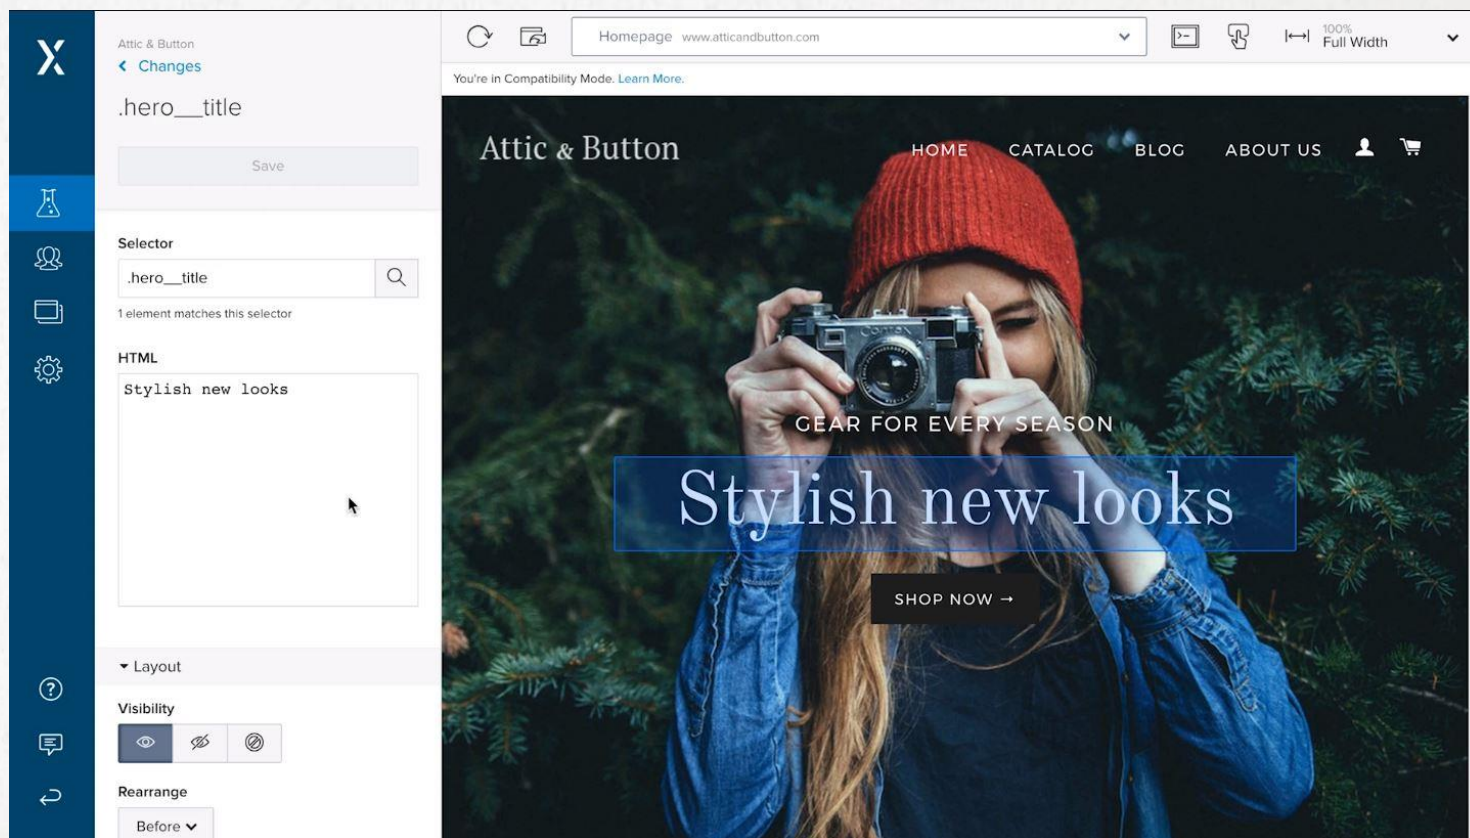 Attic & Button
Changes
.hero__title
Save
Selector
.hero__title
1 element matches this selector
HTML
Stylish new looks
Layout
Visibility
Rearrange
Before
Homepage www.atticandbutton.com
100%
Full Width
You're in Compatibility Mode. Learn More.
Attic & Button
HOME CATALOG BLOG ABOUT US
CONTAX
GEAR FOR EVERY SEASON
Stylish new looks
SHOP NOW →